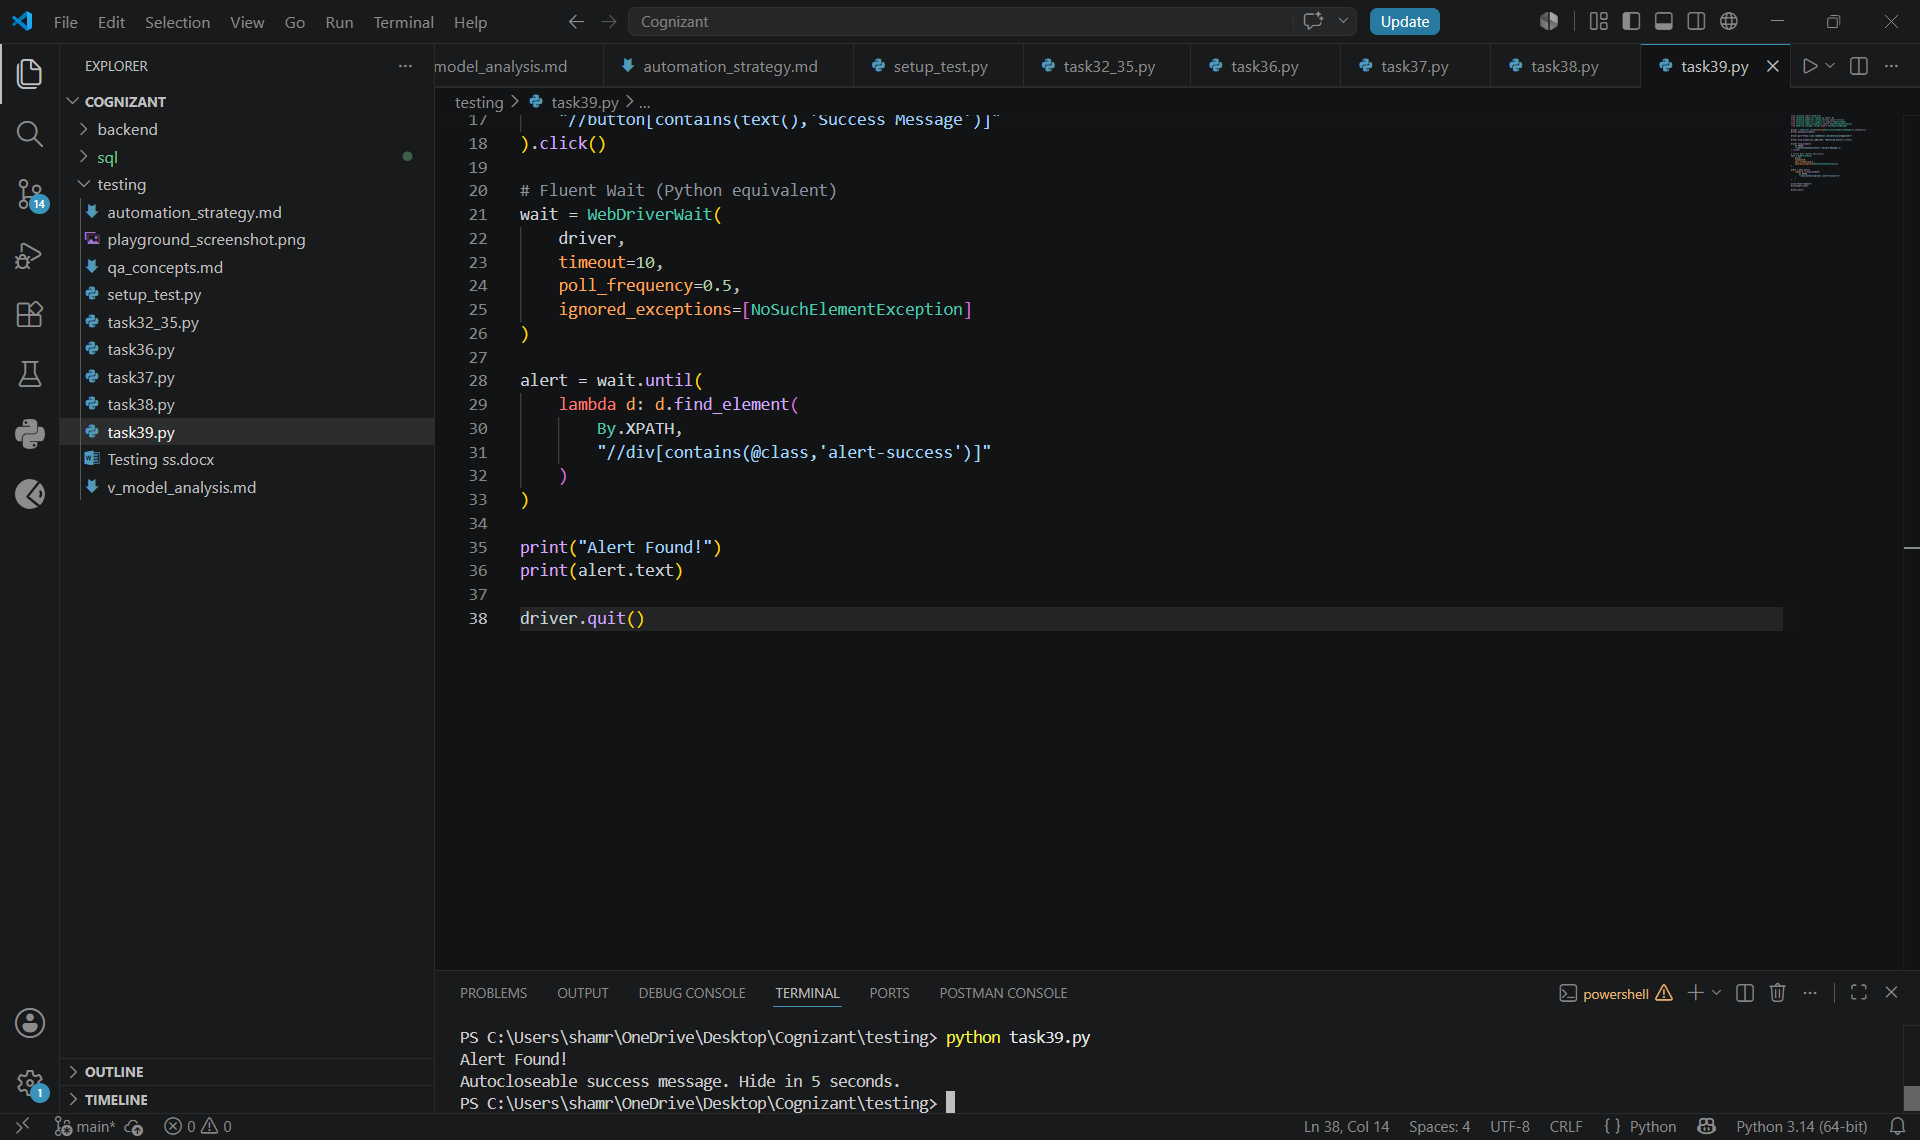 File Edit Selection View Go Run Terminal Help
Cognizant
Update
EXPLORER
COGNIZANT
backend
sql
testing
automation_strategy.md
playground_screenshot.png
qa_concepts.md
setup_test.py
task32_35.py
task36.py
task37.py
task38.py
task39.py
Testing ss.docx
v_model_analysis.md
OUTLINE
TIMELINE
14
1
model_analysis.md automation_strategy.md setup_test.py task32_35.py task36.py task37.py task38.py task39.py
testing > task39.py > ...
17 "//button[contains(text(),'Success Message')]"
18 ).click()
19
20 # Fluent Wait (Python equivalent)
21 wait = WebDriverWait(
22 driver,
23 timeout=10,
24 poll_frequency=0.5,
25 ignored_exceptions=[NoSuchElementException]
26 )
27
28 alert = wait.until(
29 lambda d: d.find_element(
30 By.XPATH,
31 "//div[contains(@class,'alert-success')]"
32 )
33 )
34
35 print("Alert Found!")
36 print(alert.text)
37
38 driver.quit()
PROBLEMS OUTPUT DEBUG CONSOLE TERMINAL PORTS POSTMAN CONSOLE
powershell
PS C:\Users\shamr\OneDrive\Desktop\Cognizant\testing> python task39.py
Alert Found!
Autocloseable success message. Hide in 5 seconds.
PS C:\Users\shamr\OneDrive\Desktop\Cognizant\testing>
main* 0 0
Ln 38, Col 14 Spaces: 4 UTF-8 CRLF { } Python Python 3.14 (64-bit)